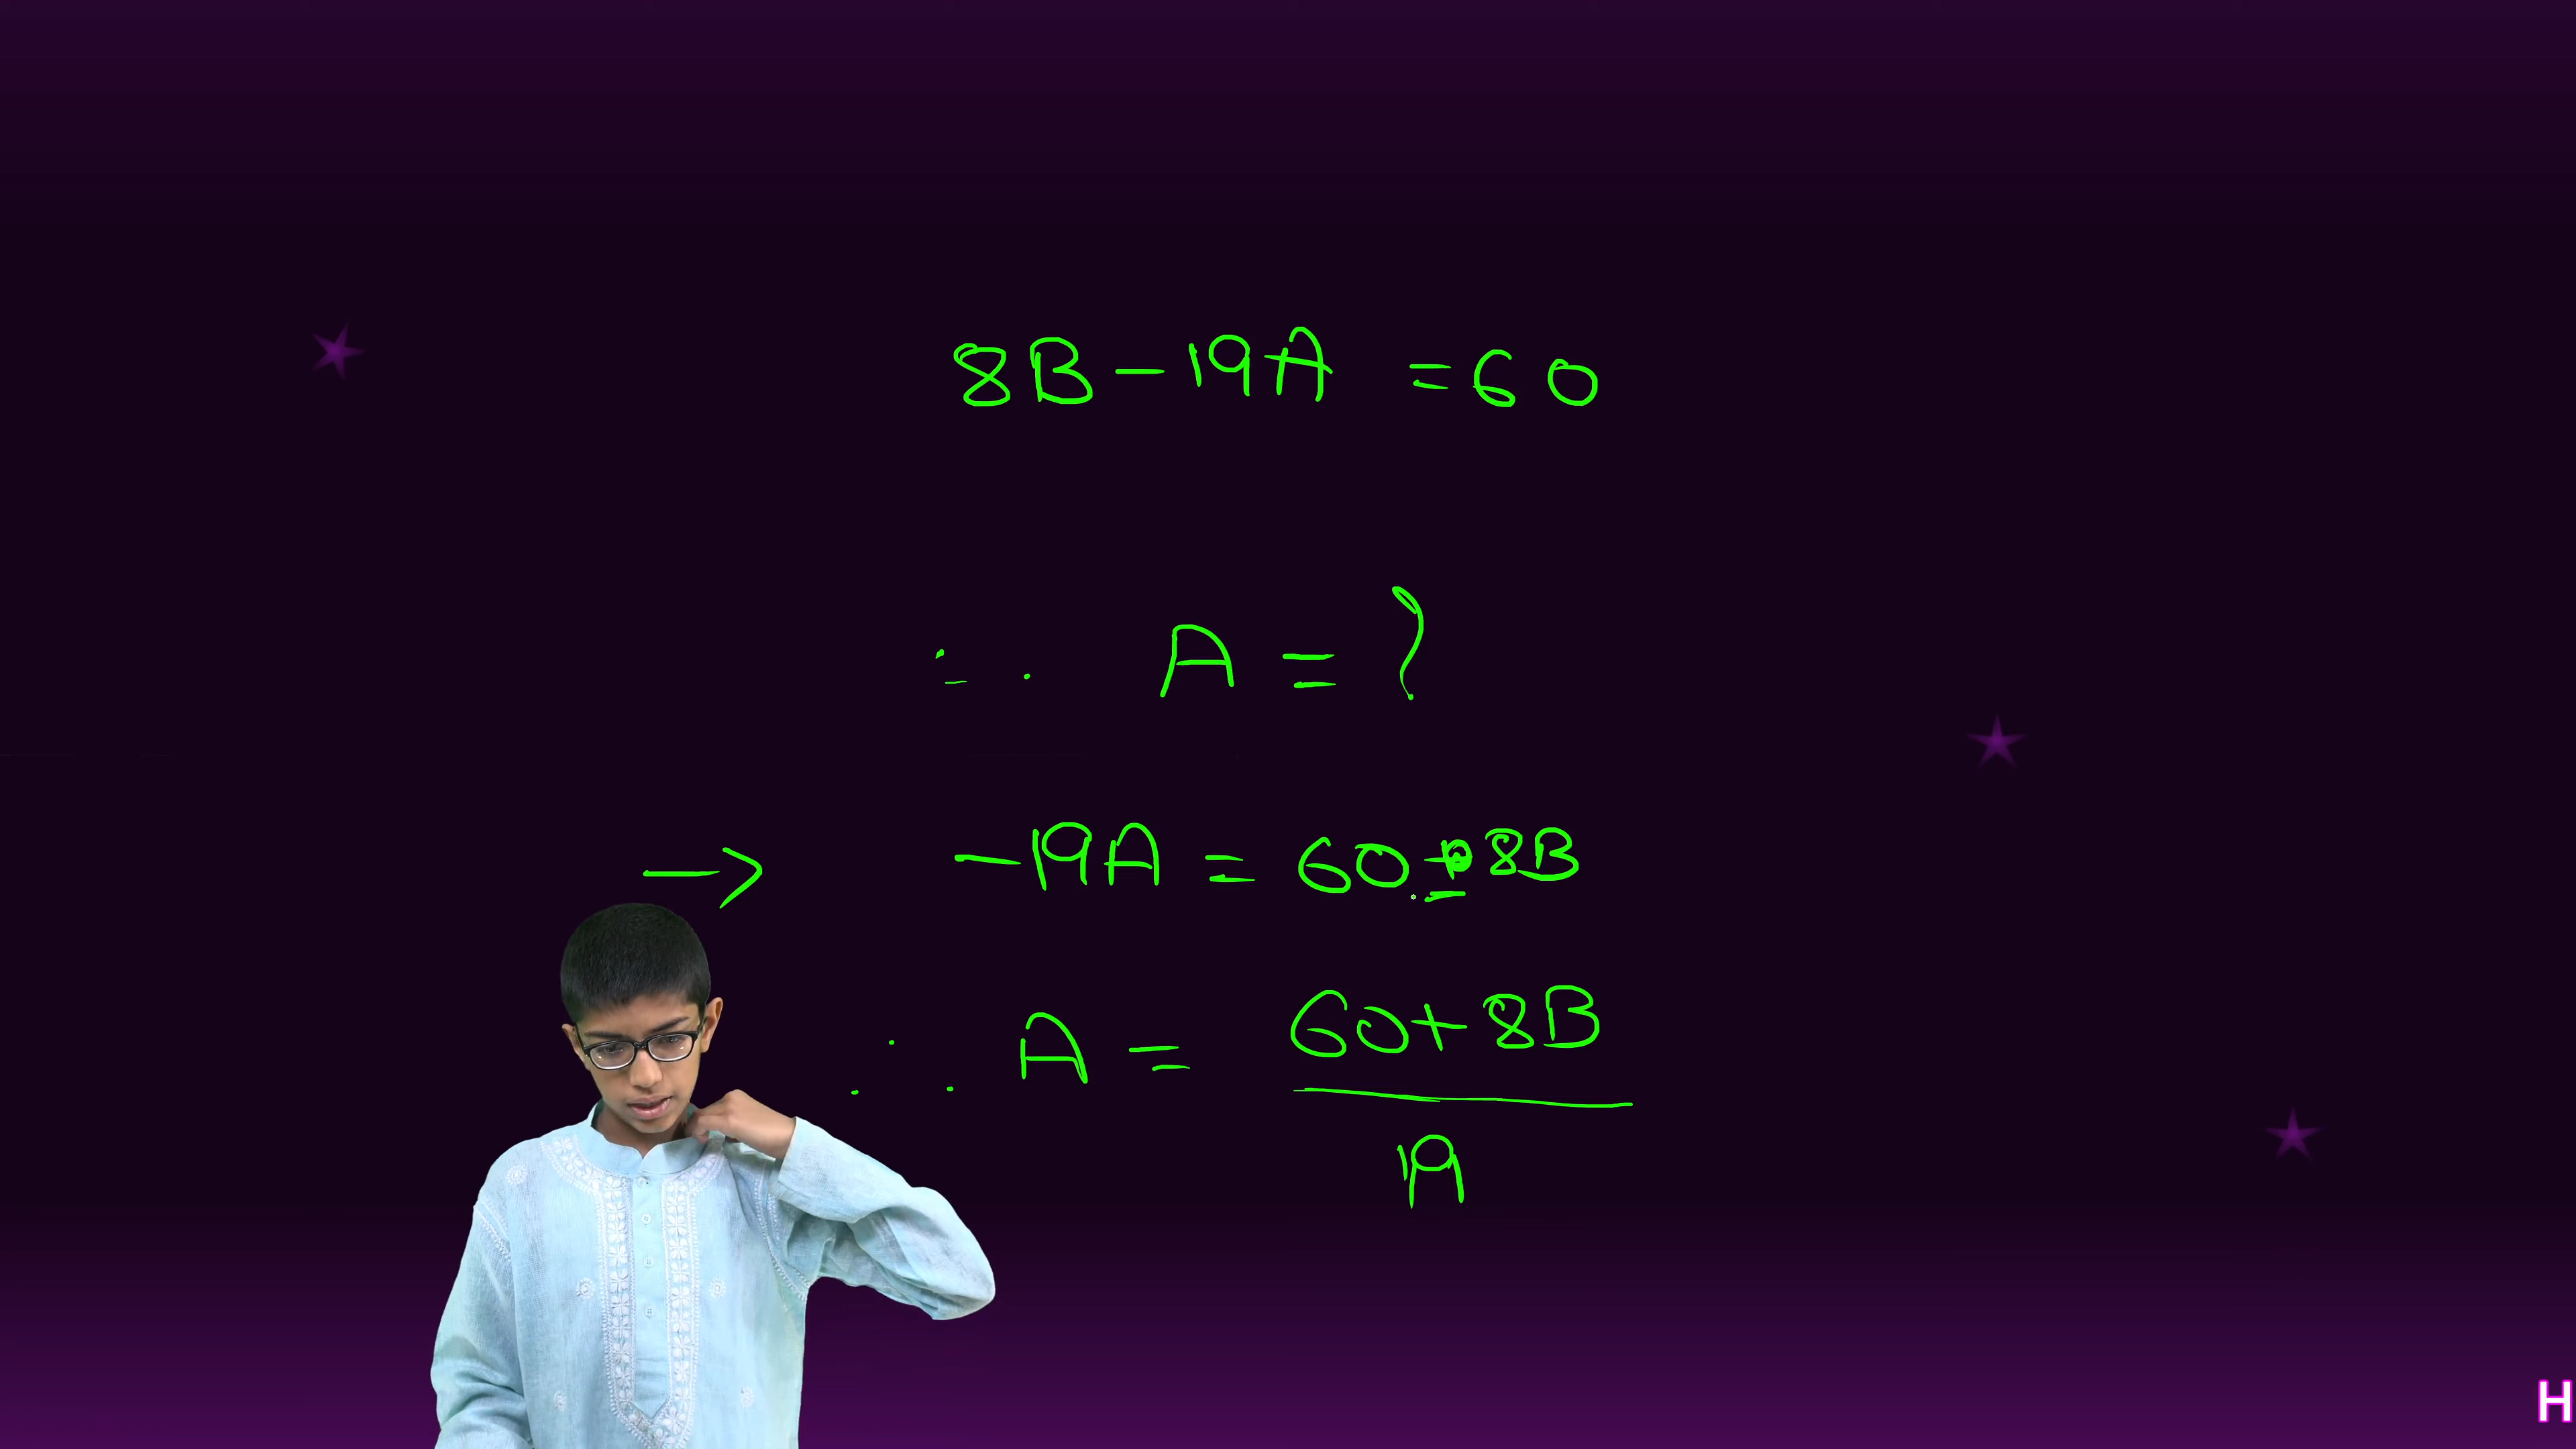 8B - 19A = 60
∴ A = ?
→ -19A = 60 - 8B
∴ A = 60 + 8B
19
H